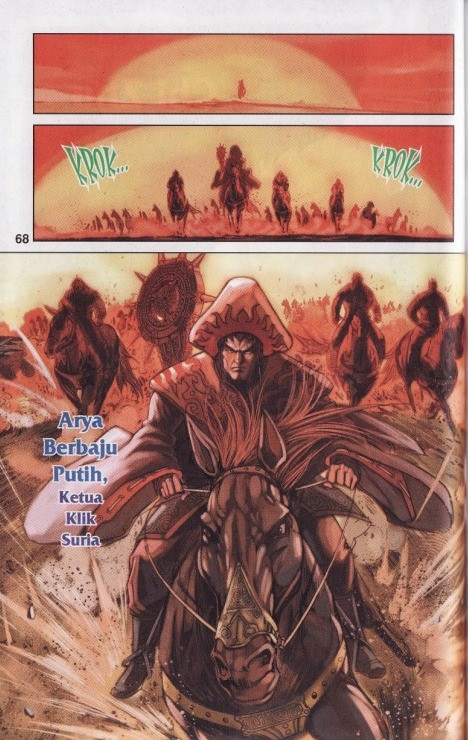 KROK...
KROK...
68
Arya
Berbaju
Putih,
Ketua
Klik
Suria